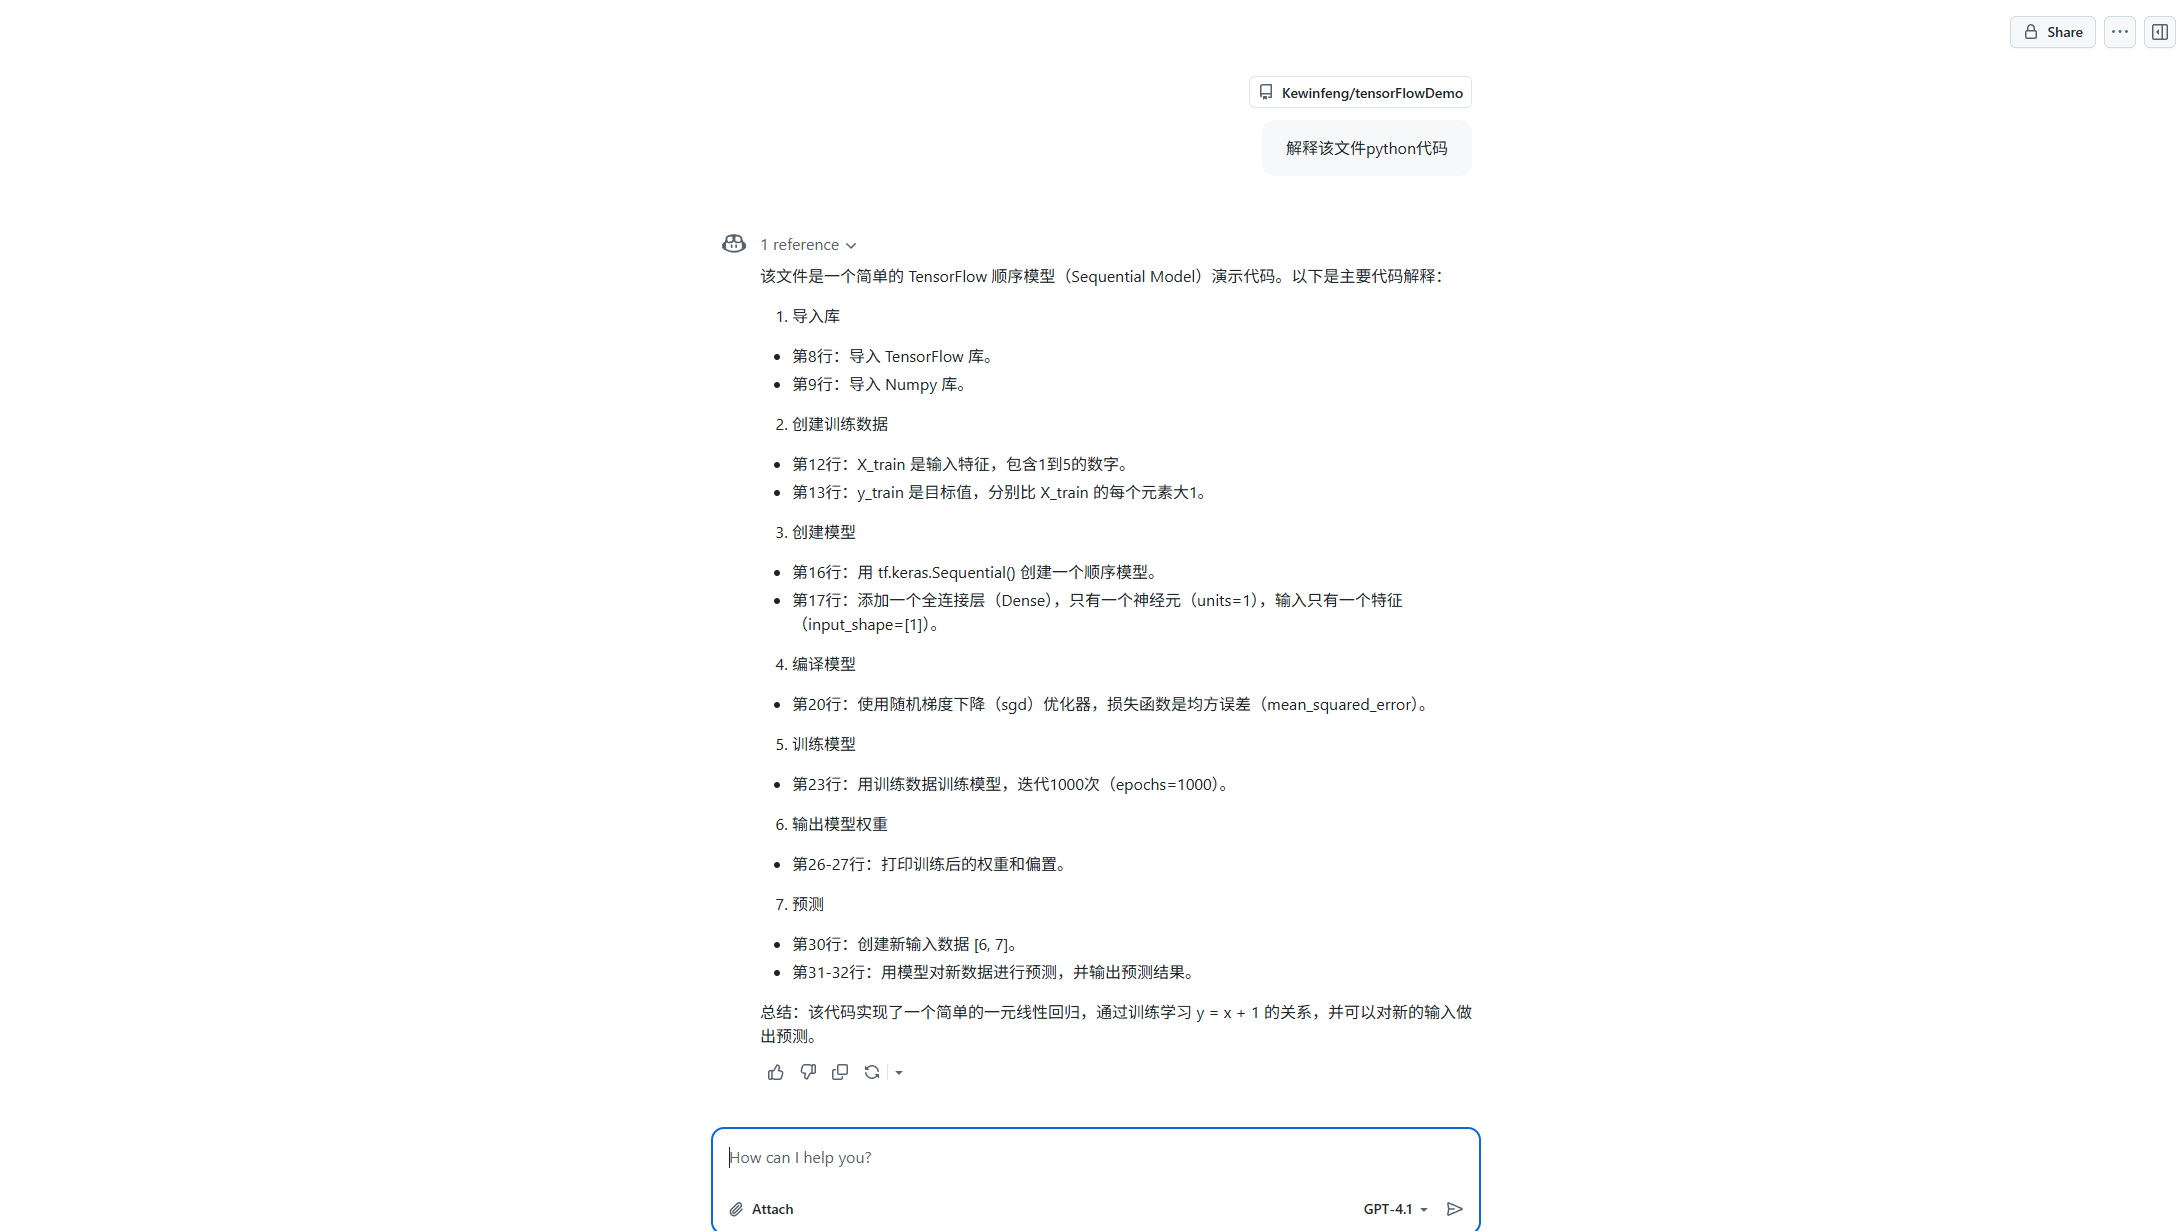 Share
Kewinfeng/tensorFlowDemo
解释该文件python代码
1 reference
该文件是一个简单的 TensorFlow 顺序模型（Sequential Model）演示代码。以下是主要代码解释：
1. 导入库
• 第8行：导入 TensorFlow 库。
• 第9行：导入 Numpy 库。
2. 创建训练数据
• 第12行：X_train 是输入特征，包含1到5的数字。
• 第13行：y_train 是目标值，分别比 X_train 的每个元素大1。
3. 创建模型
• 第16行：用 tf.keras.Sequential() 创建一个顺序模型。
• 第17行：添加一个全连接层（Dense），只有一个神经元（units=1），输入只有一个特征
（input_shape=[1]）。
4. 编译模型
• 第20行：使用随机梯度下降（sgd）优化器，损失函数是均方误差（mean_squared_error）。
5. 训练模型
• 第23行：用训练数据训练模型，迭代1000次（epochs=1000）。
6. 输出模型权重
• 第26-27行：打印训练后的权重和偏置。
7. 预测
• 第30行：创建新输入数据 [6, 7]。
• 第31-32行：用模型对新数据进行预测，并输出预测结果。
总结：该代码实现了一个简单的一元线性回归，通过训练学习 y = x + 1 的关系，并可以对新的输入做
出预测。
How can I help you?
Attach
GPT-4.1